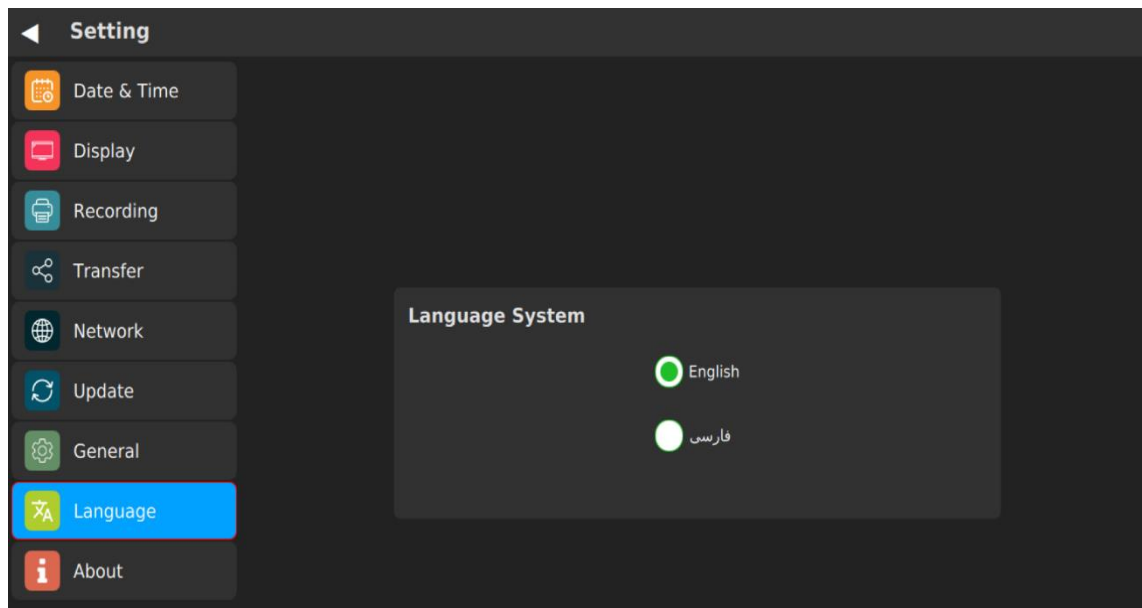 Setting
Date & Time
Display
Recording
Transfer
Network
Update
General
Language
About
Language System
English
فارسی